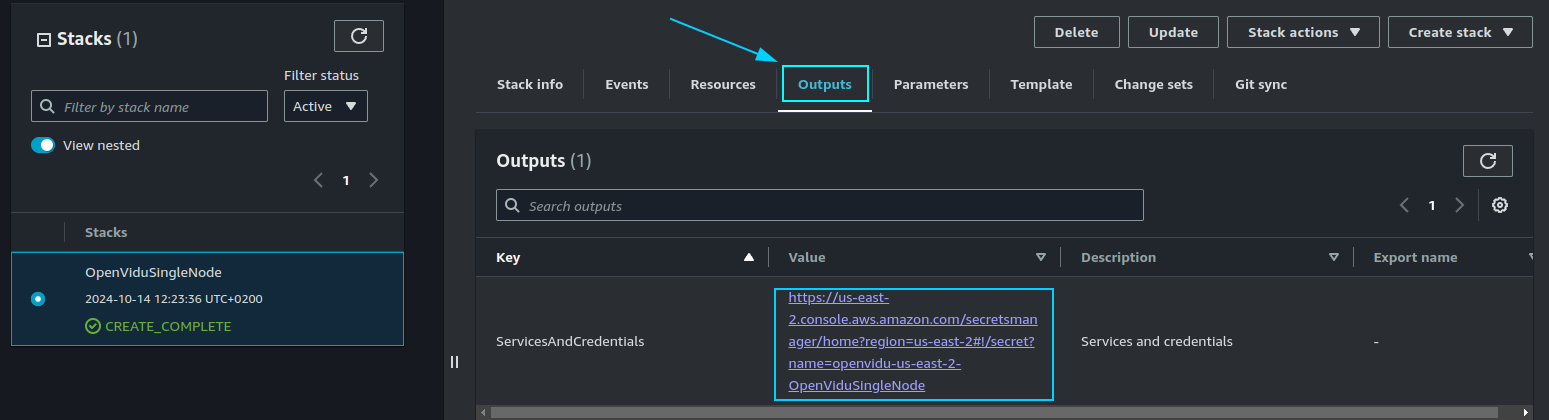 Stacks (1)
Filter status
Filter by stack name
Active
View nested
1
Stacks
OpenViduSingleNode
2024-10-14 12:23:36 UTC+0200
CREATE_COMPLETE
Delete
Update
Stack actions
Create stack
Stack info
Events
Resources
Outputs
Parameters
Template
Change sets
Git sync
Outputs (1)
Search outputs
1
Key
Value
Description
Export name
ServicesAndCredentials
https://us-east-
2.console.aws.amazon.com/secretsman
ager/home?region=us-east-2#!/secret?
name=openvidu-us-east-2-
OpenViduSingleNode
Services and credentials
-